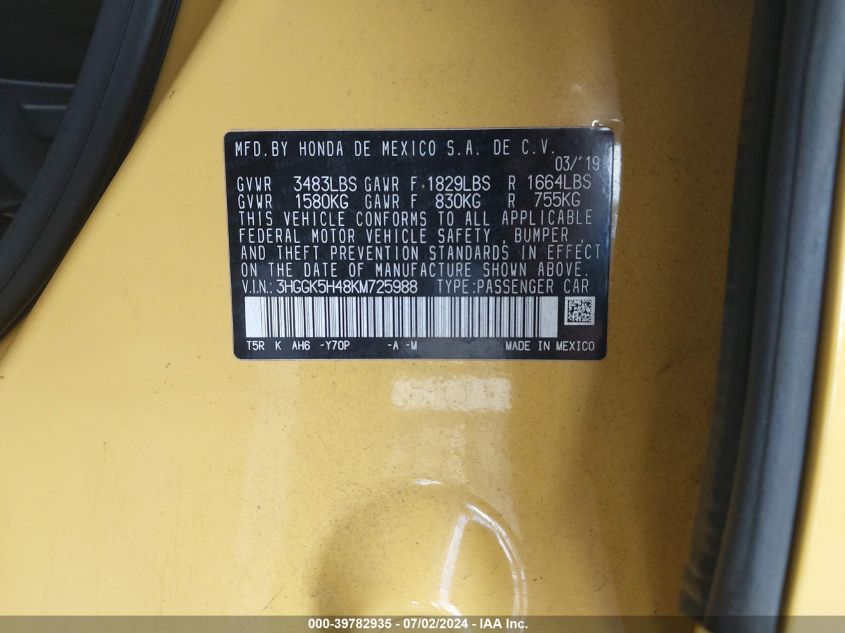 MFD.BY HONDA DE MEXICO S.A. DE C.V.
03/'19
GVWR 3483LBS GAWR F 1829LBS R 1664LBS
GVWR 1580KG GAWR F 830KG R 755KG
THIS VEHICLE CONFORMS TO ALL APPLICABLE
FEDERAL MOTOR VEHICLE SAFETY , BUMPER ,
AND THEFT PREVENTION STANDARDS IN EFFECT
ON THE DATE OF MANUFACTURE SHOWN ABOVE.
V.I.N.: 3HGGK5H48KM725988 TYPE:PASSENGER CAR
T5R K AH6 -Y70P -A -M MADE IN MEXICO
000-39782935 - 07/02/2024 - IAA Inc.